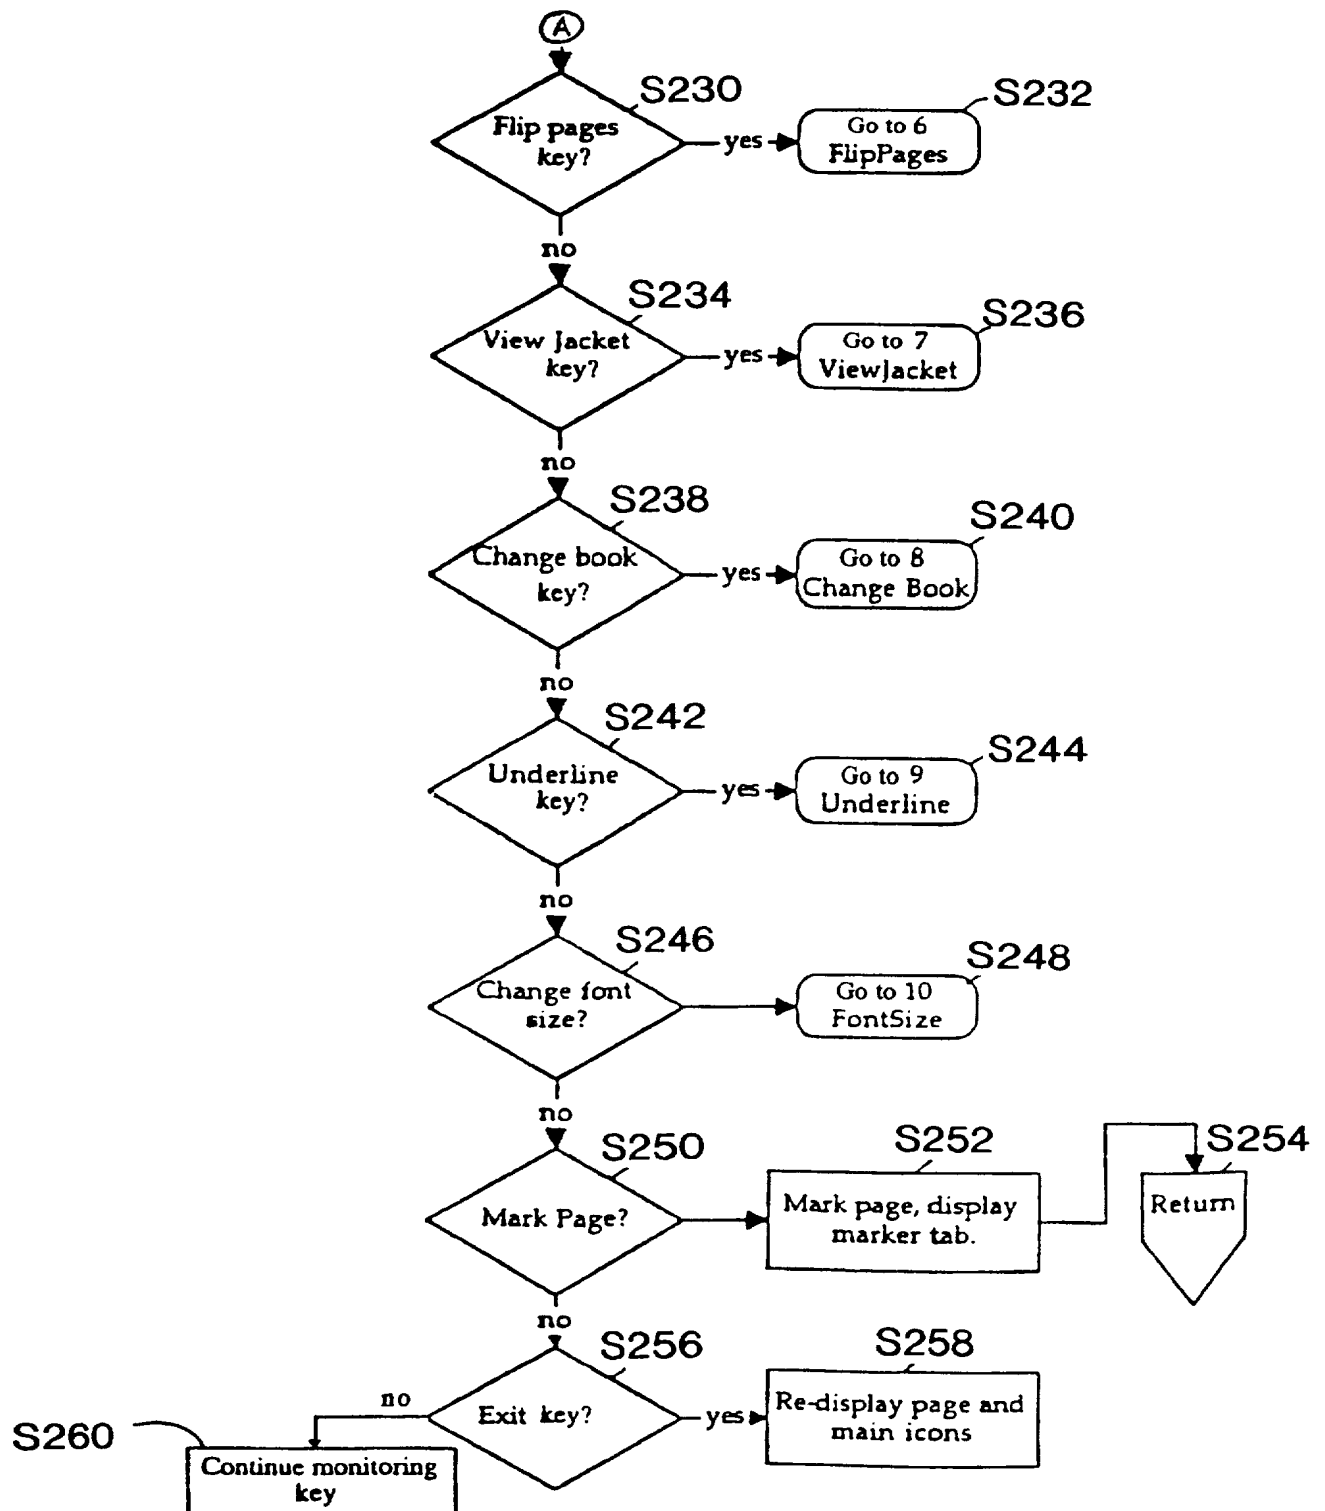 A
S230
Flip pages
key?
yes
S232
Go to 6
FlipPages
no
S234
View Jacket
key?
yes
S236
Go to 7
ViewJacket
no
S238
Change book
key?
yes
S240
Go to 8
Change Book
no
S242
Underline
key?
yes
S244
Go to 9
Underline
no
S246
Change font
size?
S248
Go to 10
FontSize
no
S250
Mark Page?
S252
Mark page, display
marker tab.
S254
Return
no
S256
Exit key?
yes
S258
Re-display page and
main icons
no
S260
Continue monitoring
key